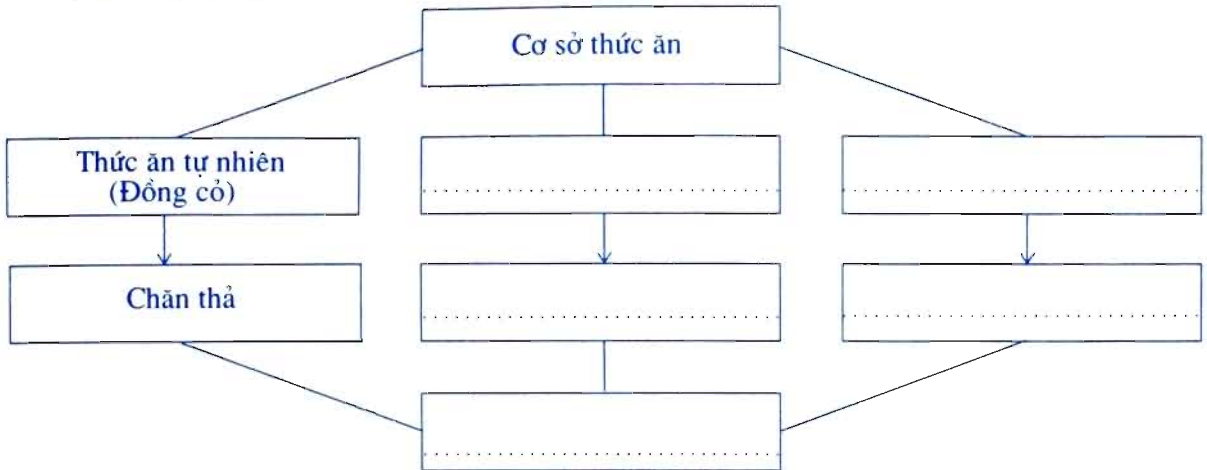 Cơ sở thức ăn
Thức ăn tự nhiên
(Đồng cỏ)
Chăn thả